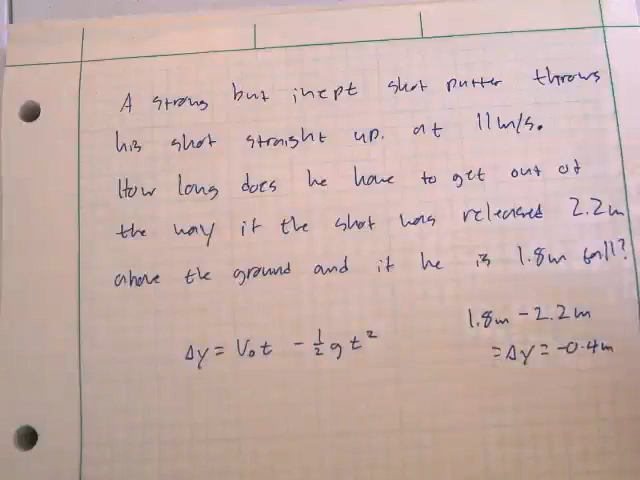 A strong but inept shot putter throws
his shot straight up. at 11m/s.
How long does he have to get out of
the way if the shot was released 2.2m
above the ground and if he is 1.8m tall?
1.8m - 2.2m
Δy = V₀t - ½gt²
= Δy = -0.4m